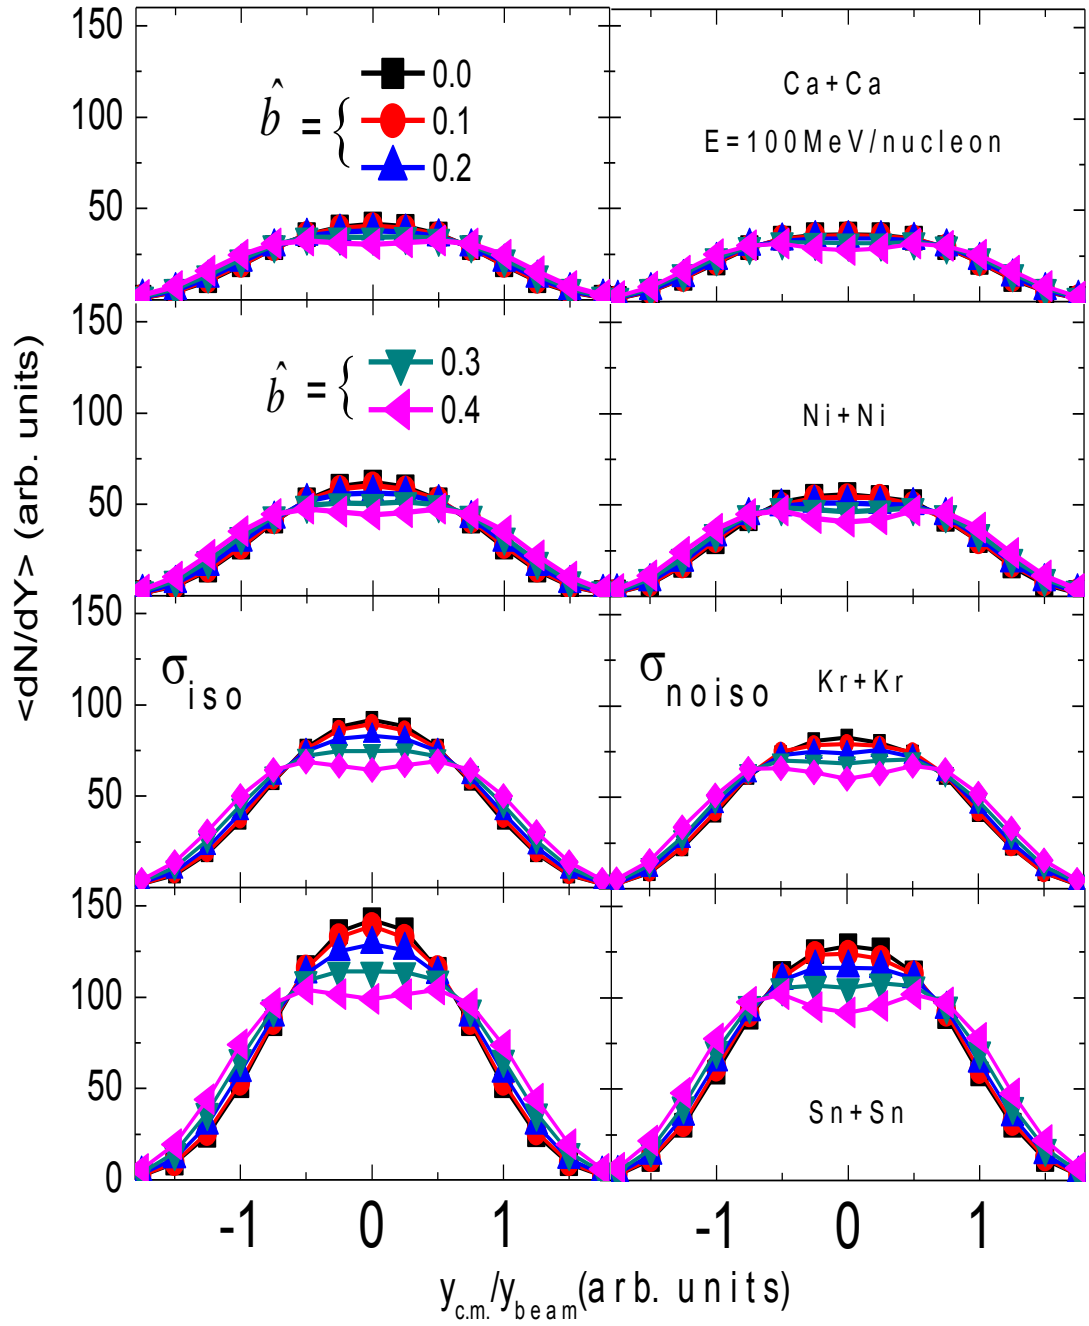 150
100
50
b̂ = {
0.0
0.1
0.2
Ca+Ca
E=100MeV/nucleon
150
100
50
b̂ = {
0.3
0.4
Ni+Ni
<dN/dY> (arb. units)
150
100
50
σiso
σnoiso
Kr+Kr
150
100
50
0
Sn+Sn
-1 0 1
-1 0 1
yc.m./ybeam(arb. units)